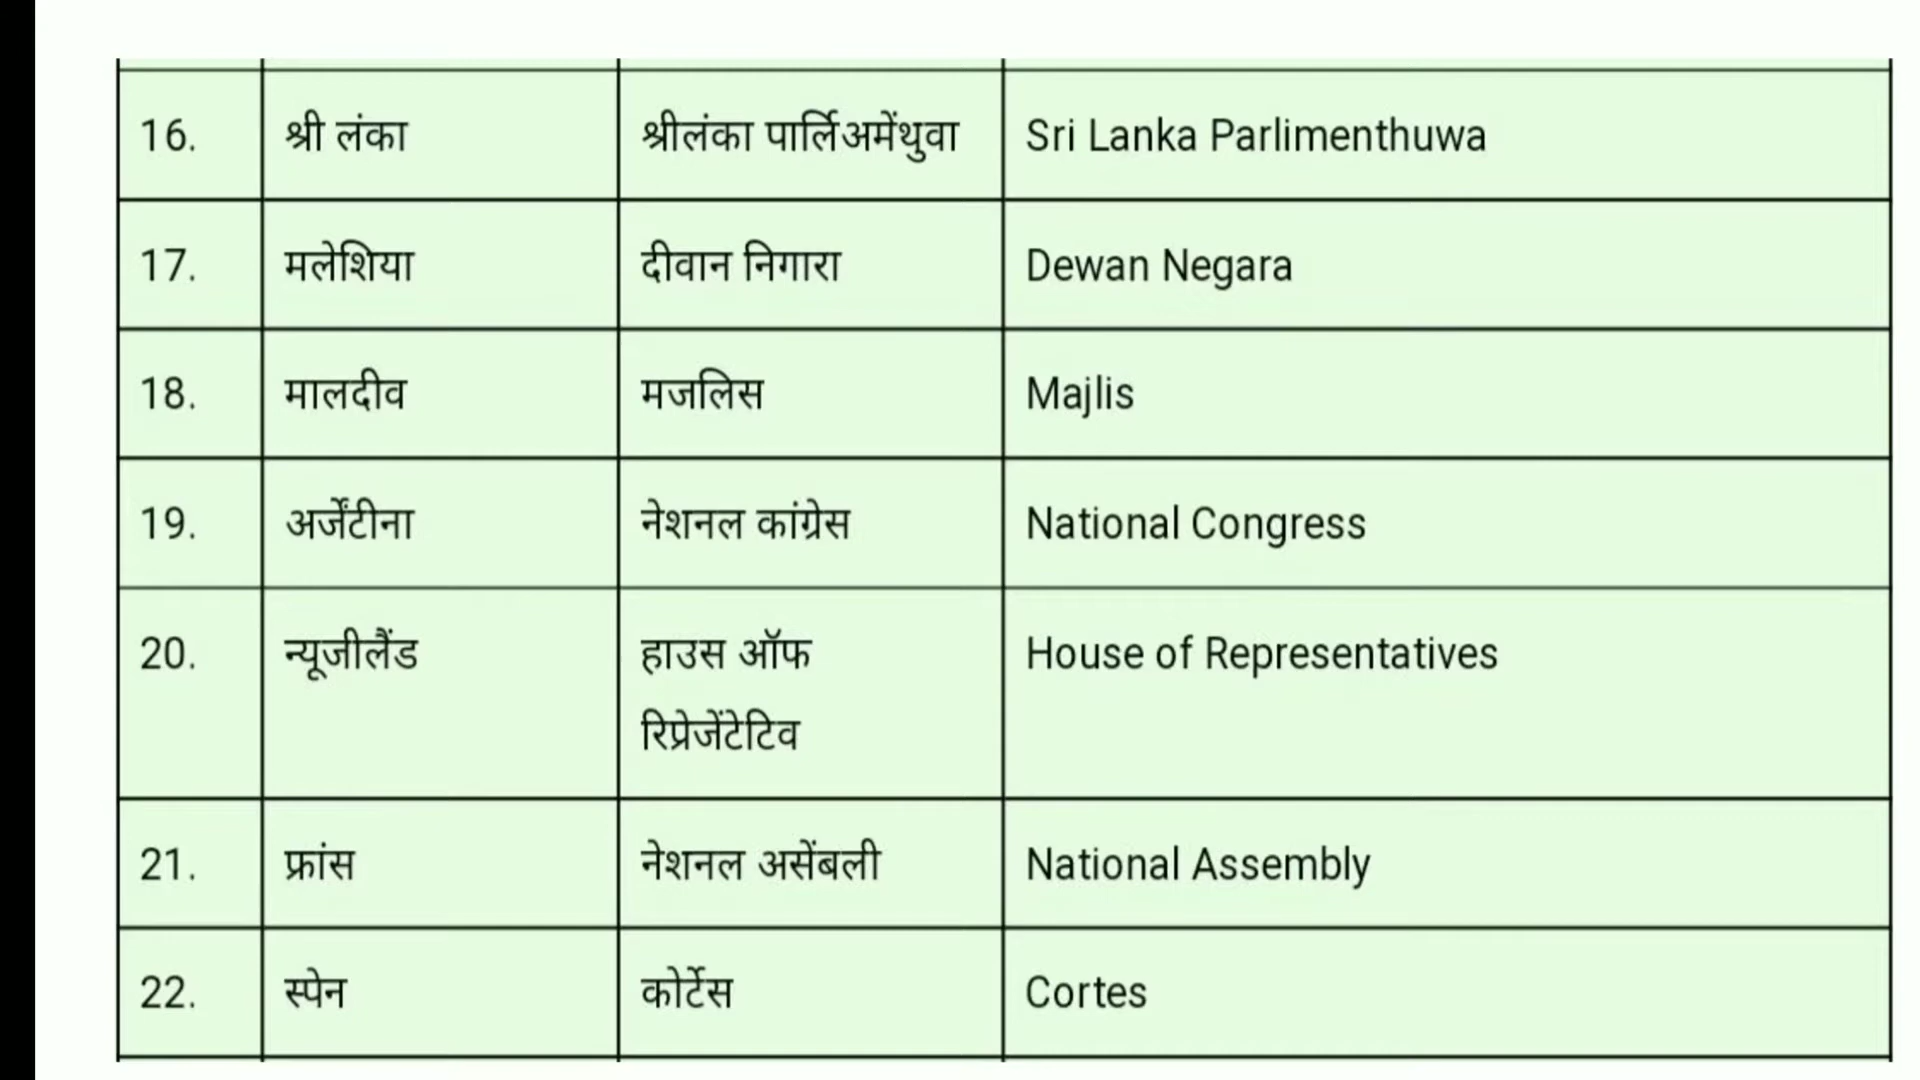 16. श्री लंका श्रीलंका पार्लिअमेंथुवा Sri Lanka Parlimenthuwa
17. मलेशिया दीवान निगारा Dewan Negara
18. मालदीव मजलिस Majlis
19. अर्जेंटीना नेशनल कांग्रेस National Congress
20. न्यूजीलैंड हाउस ऑफ House of Representatives
रिप्रेजेंटेटिव
21. फ्रांस नेशनल असेंबली National Assembly
22. स्पेन कोर्टेस Cortes